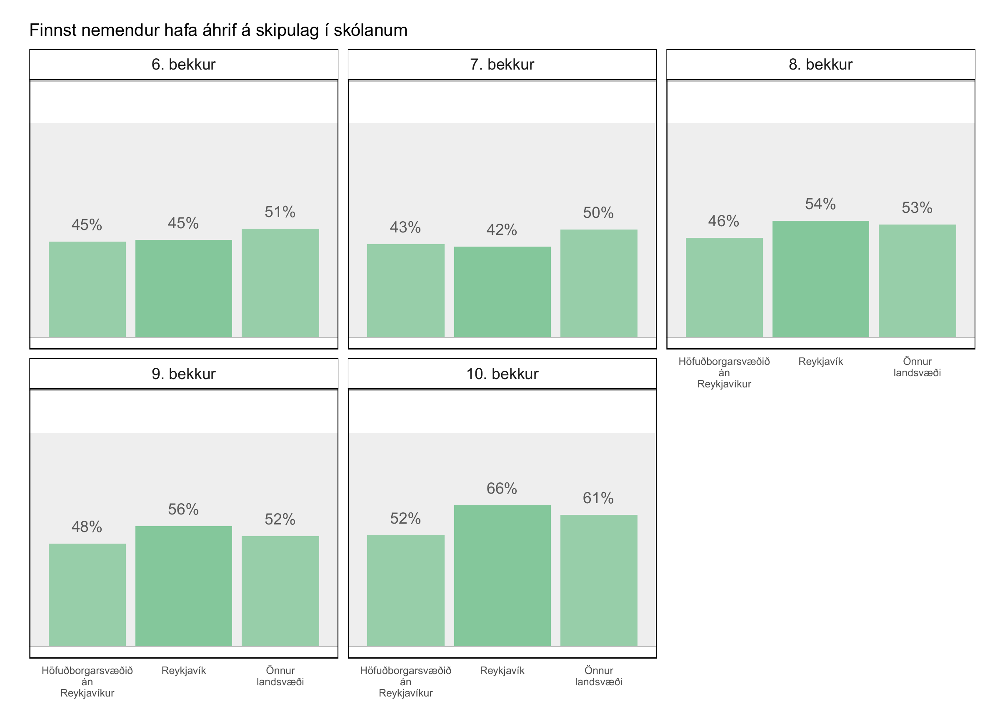 Finnst nemendur hafa áhrif á skipulag í skólanum
6. bekkur
7. bekkur
8. bekkur
45%
45%
51%
43%
42%
50%
46%
54%
53%
Höfuðborgarsvæðið
án
Reykjavíkur
Reykjavík
Önnur
landsvæði
9. bekkur
10. bekkur
48%
56%
52%
52%
66%
61%
Höfuðborgarsvæðið
án
Reykjavíkur
Reykjavík
Önnur
landsvæði
Höfuðborgarsvæðið
án
Reykjavíkur
Reykjavík
Önnur
landsvæði